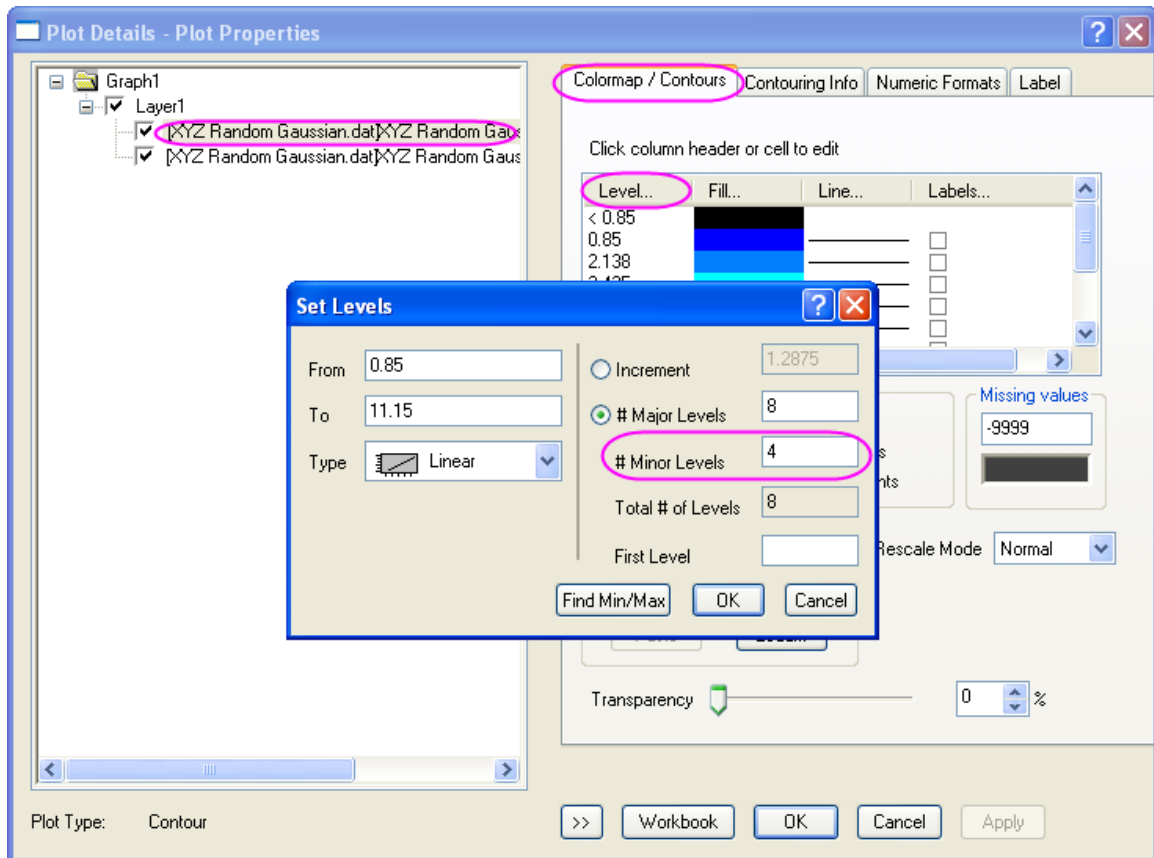 Plot Details - Plot Properties
Graph1
Layer1
[XYZ Random Gaussian.dat]XYZ Random Gaus
[XYZ Random Gaussian.dat]XYZ Random Gaus
Colormap / Contours
Contouring Info
Numeric Formats
Label
Click column header or cell to edit
Level...
Fill...
Line...
Labels...
< 0.85
0.85
2.138
Set Levels
From
0.85
To
11.15
Type
Linear
Increment
1.2875
# Major Levels
8
# Minor Levels
4
Total # of Levels
8
First Level
Find Min/Max
OK
Cancel
Missing values
-9999
Rescale Mode
Normal
Transparency
0
%
Plot Type:
Contour
>>
Workbook
OK
Cancel
Apply